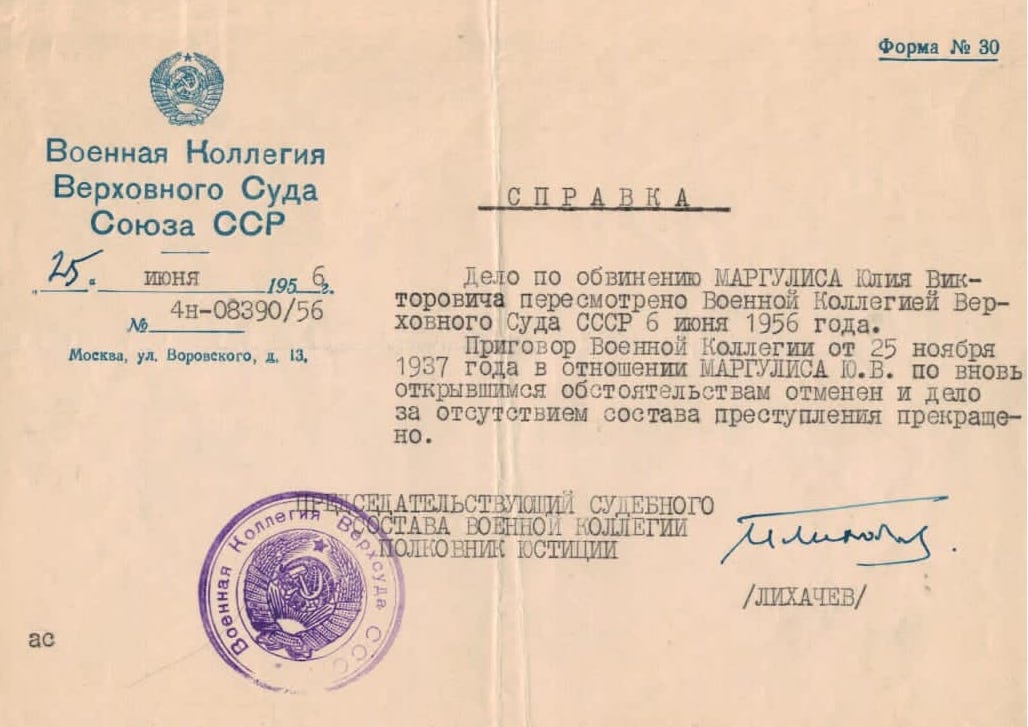 Форма № 30
Военная Коллегия
Верховного Суда
Союза ССР
„25" июня 1956г.
№ 4н-08390/56
Москва, ул. Воровского, д. 13.
СПРАВКА
Дело по обвинению МАРГУЛИСА Юлия Вик-
торовича пересмотрено Военной Коллегией Вер-
ховного Суда СССР 6 июня 1956 года.
Приговор Военной Коллегии от 25 ноября
1937 года в отношении МАРГУЛИСА Ю.В. по вновь
открывшимся обстоятельствам отменен и дело
за отсутствием состава преступления прекраще-
но.
ПРЕДСЕДАТЕЛЬСТВУЮЩИЙ СУДЕБНОГО
СОСТАВА ВОЕННОЙ КОЛЛЕГИИ
ПОЛКОВНИК ЮСТИЦИИ
/ЛИХАЧЕВ/
Военная Коллегия Верхсуда СССР
ас